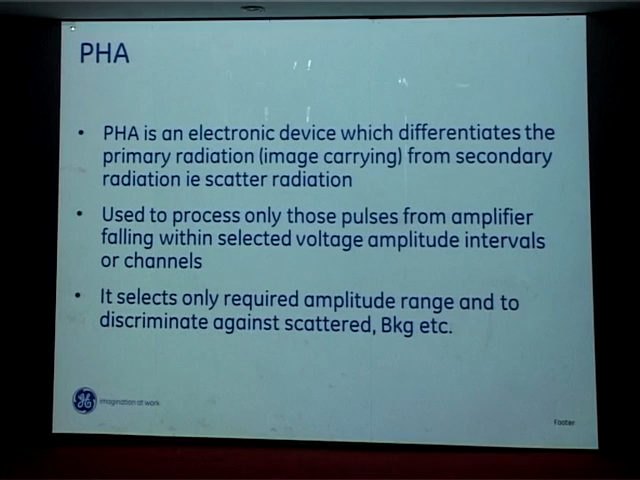 PHA
• PHA is an electronic device which differentiates the
primary radiation (image carrying) from secondary
radiation ie scatter radiation
• Used to process only those pulses from amplifier
falling within selected voltage amplitude intervals
or channels
• It selects only required amplitude range and to
discriminate against scattered, Bkg etc.
GE imagination at work
Footer